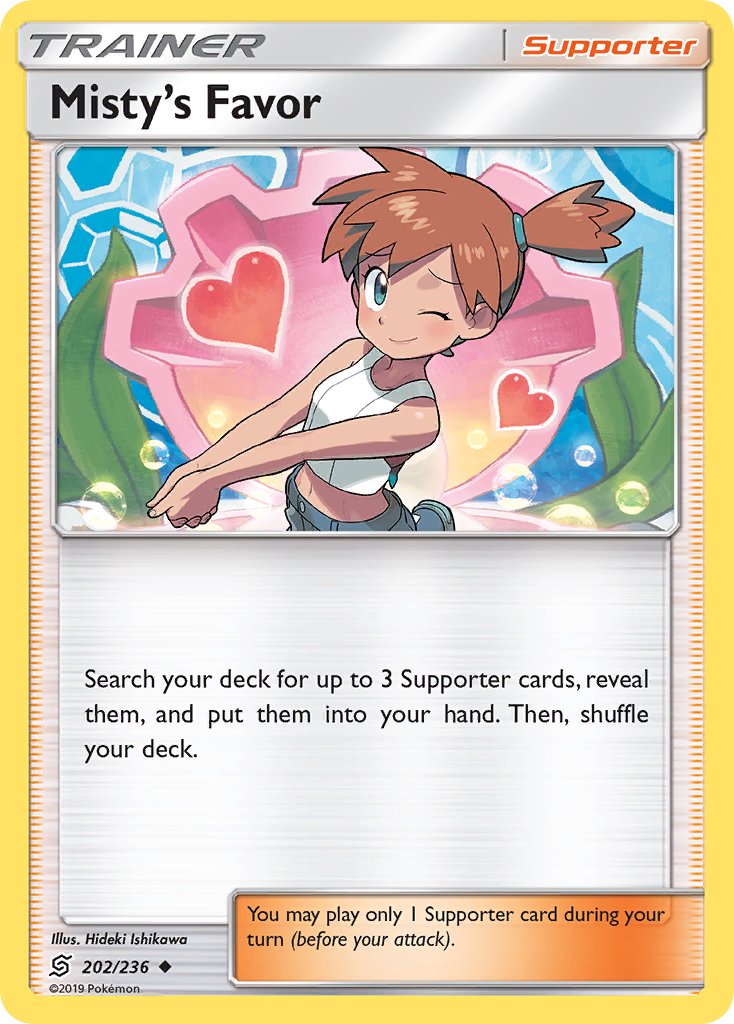 TRAINER
Supporter
Misty's Favor
Search your deck for up to 3 Supporter cards, reveal
them, and put them into your hand. Then, shuffle
your deck.
You may play only 1 Supporter card during your
turn (before your attack).
Illus. Hideki Ishikawa
202/236 ◆
©2019 Pokémon